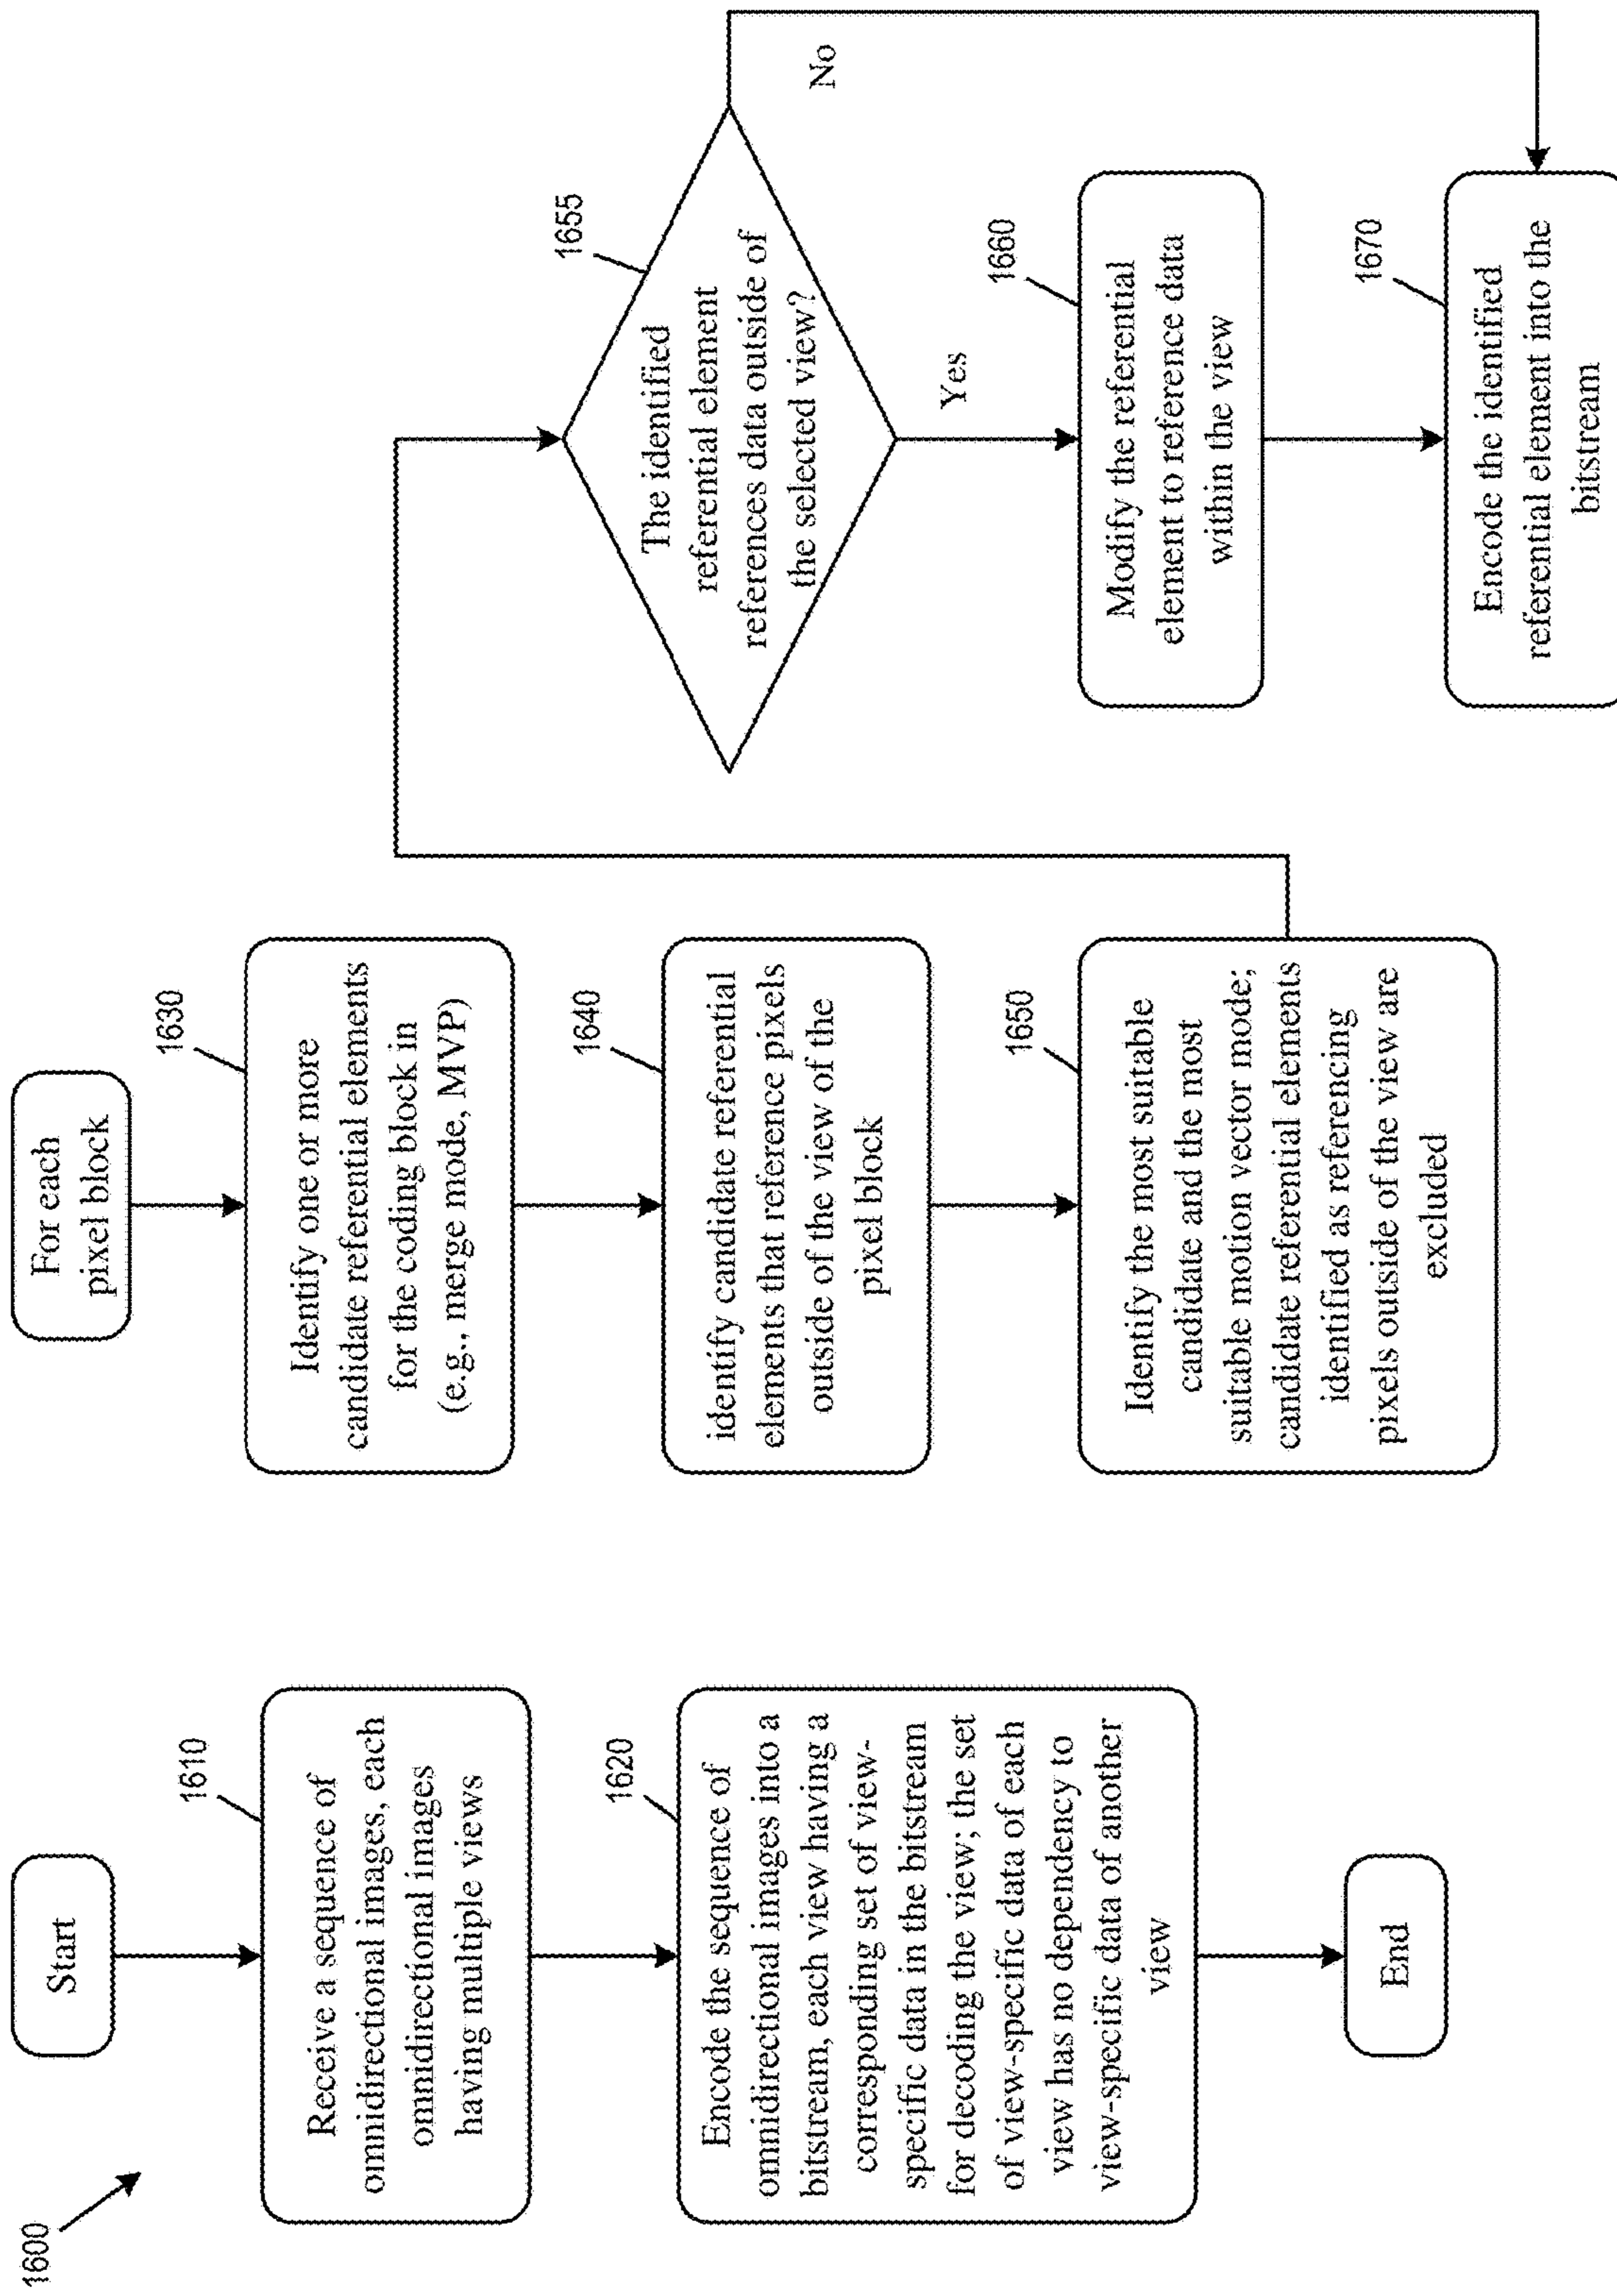 1600
Start
1610
Receive a sequence of
omnidirectional images, each
omnidirectional images
having multiple views
1620
Encode the sequence of
omnidirectional images into a
bitstream, each view having a
corresponding set of view-
specific data in the bitstream
for decoding the view; the set
of view-specific data of each
view has no dependency to
view-specific data of another
view
End
For each
pixel block
1630
Identify one or more
candidate referential elements
for the coding block in
(e.g., merge mode, MVP)
1640
identify candidate referential
elements that reference pixels
outside of the view of the
pixel block
1650
Identify the most suitable
candidate and the most
suitable motion vector mode;
candidate referential elements
identified as referencing
pixels outside of the view are
excluded
1655
The identified
referential element
references data outside of
the selected view?
No
Yes
1660
Modify the referential
element to reference data
within the view
1670
Encode the identified
referential element into the
bitstream